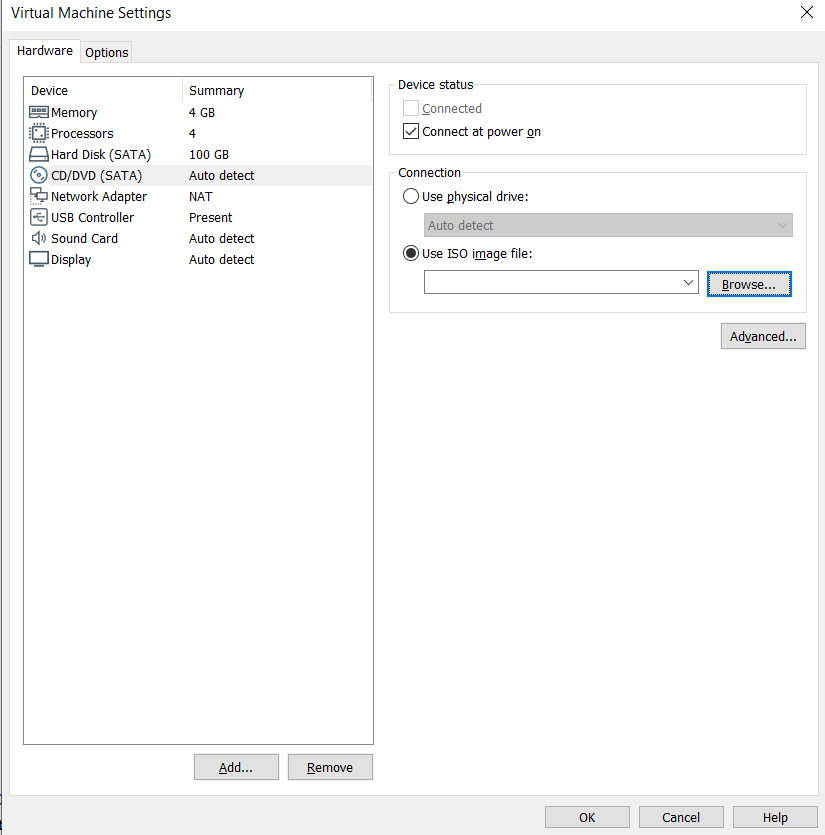 Virtual Machine Settings
Hardware Options
Device Summary
Memory 4 GB
Processors 4
Hard Disk (SATA) 100 GB
CD/DVD (SATA) Auto detect
Network Adapter NAT
USB Controller Present
Sound Card Auto detect
Display Auto detect
Add... Remove
Device status
Connected
Connect at power on
Connection
Use physical drive:
Auto detect
Use ISO image file:
Browse...
Advanced...
OK Cancel Help